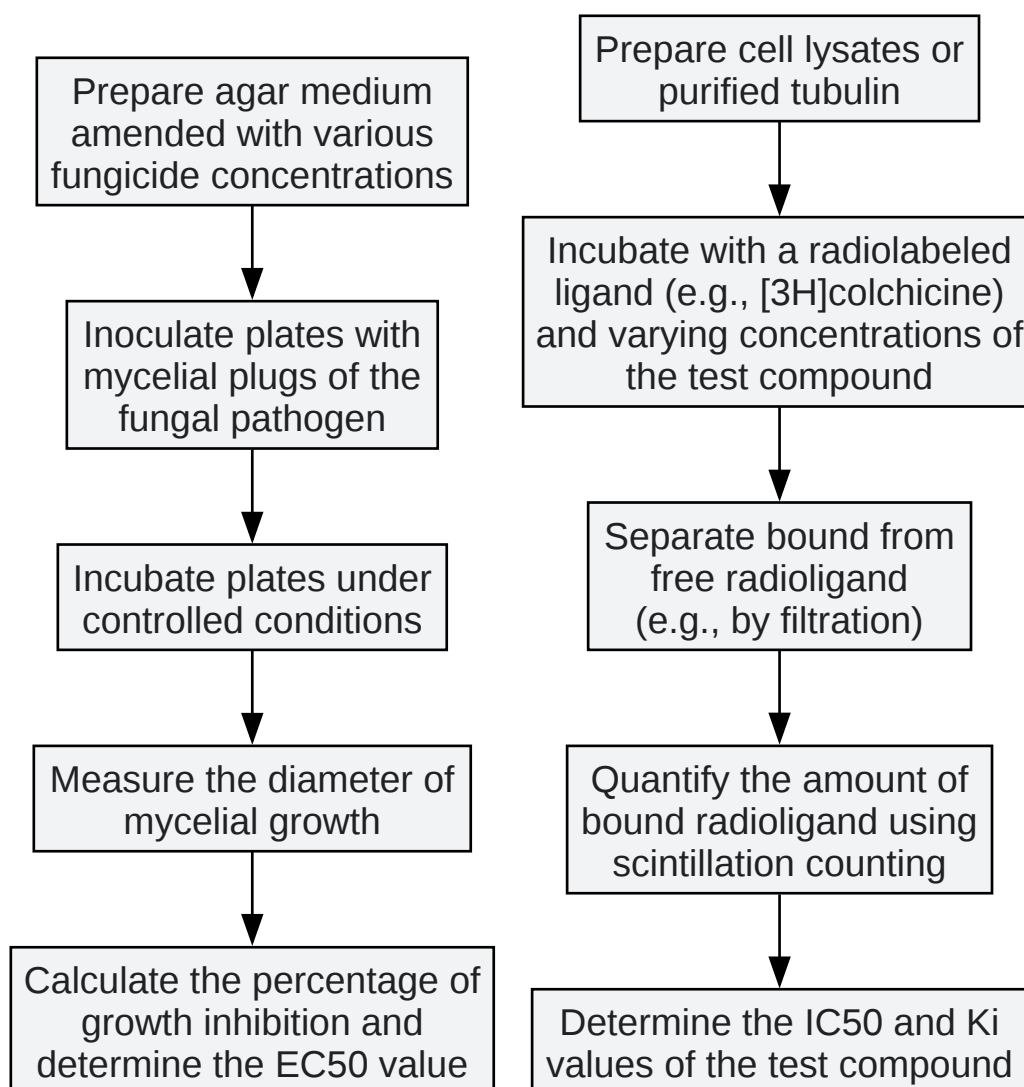 Prepare agar medium
amended with various
fungicide concentrations
Inoculate plates with
mycelial plugs of the
fungal pathogen
Incubate plates under
controlled conditions
Measure the diameter of
mycelial growth
Calculate the percentage of
growth inhibition and
determine the EC50 value
Prepare cell lysates or
purified tubulin
Incubate with a radiolabeled
ligand (e.g., [3H]colchicine)
and varying concentrations of
the test compound
Separate bound from
free radioligand
(e.g., by filtration)
Quantify the amount of
bound radioligand using
scintillation counting
Determine the IC50 and Ki
values of the test compound